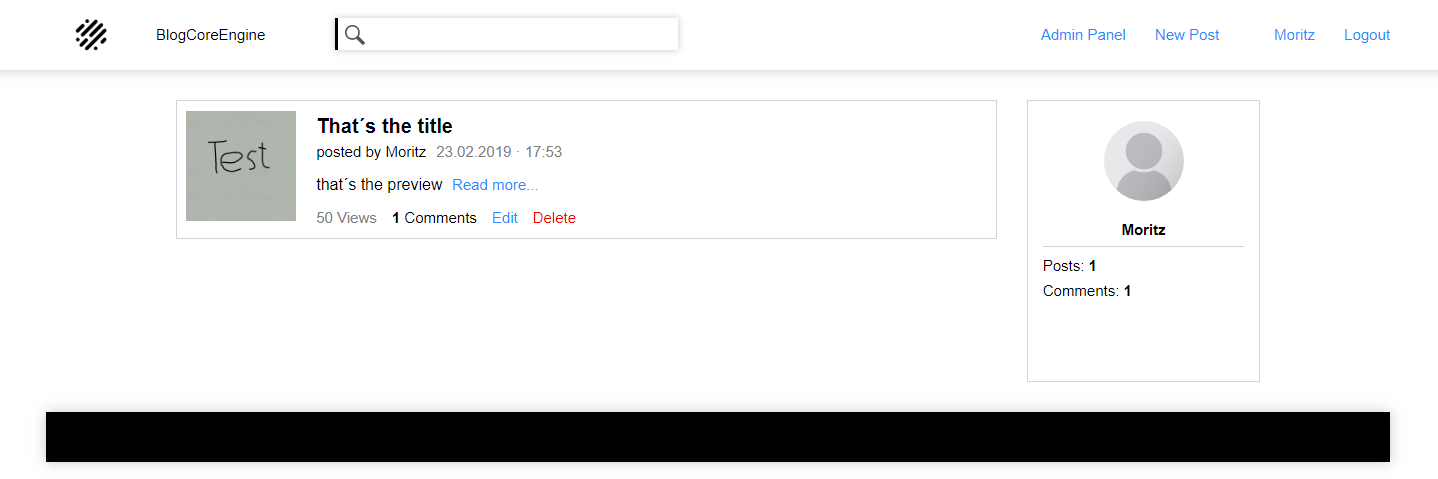 BlogCoreEngine
Admin Panel New Post Moritz Logout
Test
That´s the title
posted by Moritz 23.02.2019 · 17:53
that´s the preview Read more...
50 Views 1 Comments Edit Delete
Moritz
Posts: 1
Comments: 1